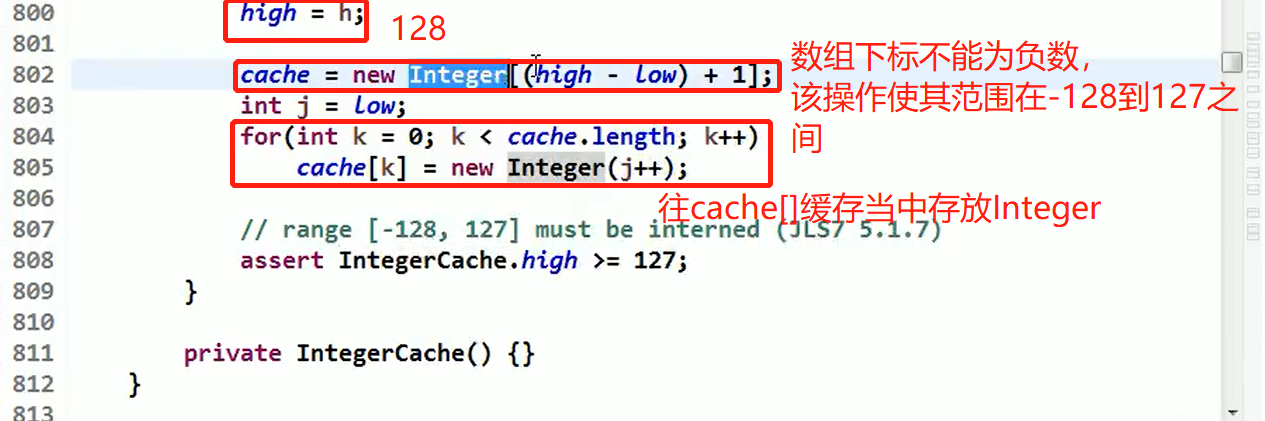 800 high = h; 128
801
802 cache = new Integer[(high - low) + 1]; 数组下标不能为负数，
803 int j = low; 该操作使其范围在-128到127之
804 for(int k = 0; k < cache.length; k++) 间
805 cache[k] = new Integer(j++);
806 往cache[]缓存当中存放Integer
807 // range [-128, 127] must be interned (JLS7 5.1.7)
808 assert IntegerCache.high >= 127;
809 }
810
811 private IntegerCache() {}
812 }
813